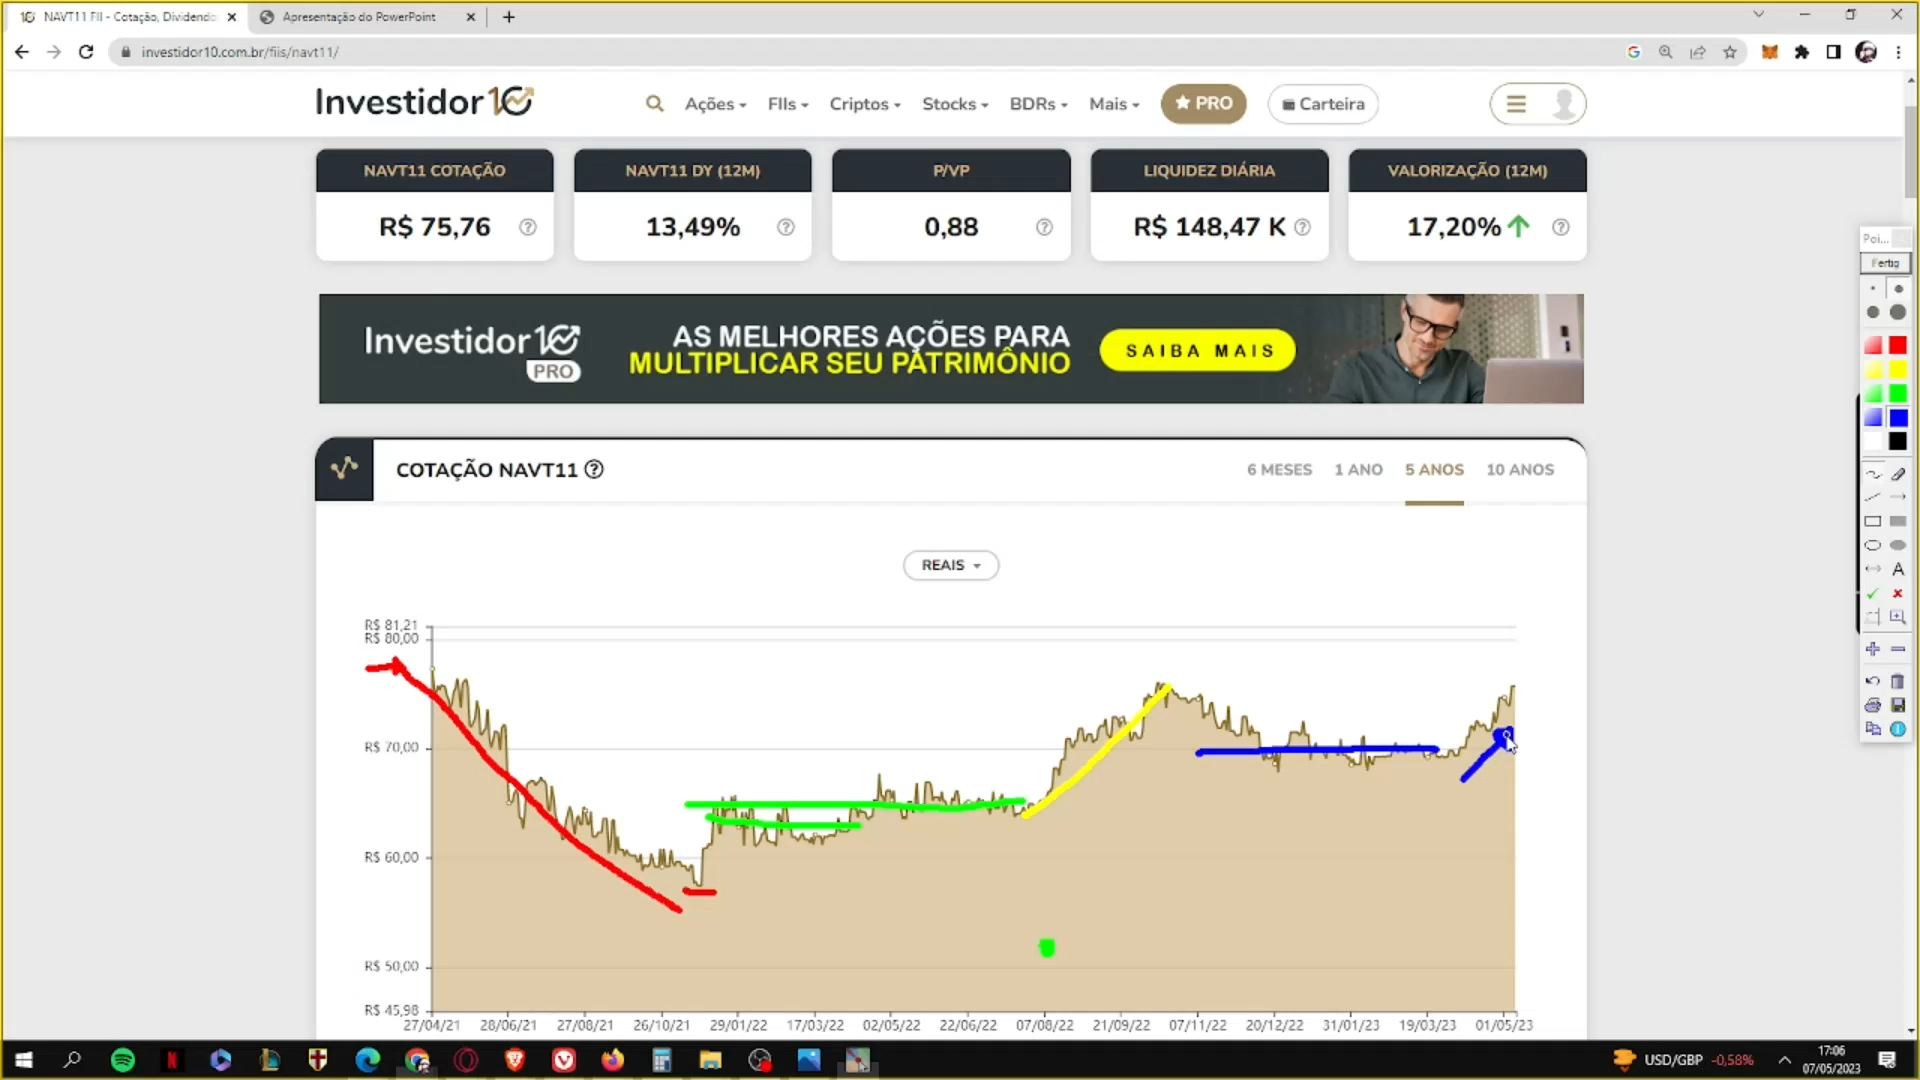 NAVT11 FII - Cotação, Dividendo
Apresentação do PowerPoint
investidor10.com.br/fiis/navt11/
Investidor 10
Ações
FIIs
Criptos
Stocks
BDRs
Mais
PRO
Carteira
NAVT11 COTAÇÃO
NAVT11 DY (12M)
P/VP
LIQUIDEZ DIÁRIA
VALORIZAÇÃO (12M)
R$ 75,76
13,49%
0,88
R$ 148,47 K
17,20%
Investidor 10
PRO
AS MELHORES AÇÕES PARA
MULTIPLICAR SEU PATRIMÔNIO
SAIBA MAIS
COTAÇÃO NAVT11
6 MESES 1 ANO 5 ANOS 10 ANOS
REAIS
R$ 81,21
R$ 80,00
R$ 70,00
R$ 60,00
R$ 50,00
R$ 45,98
27/04/21 28/06/21 27/08/21 26/10/21 29/01/22 17/03/22 02/05/22 22/06/22 07/08/22 21/09/22 07/11/22 20/12/22 31/01/23 19/03/23 01/05/23
Poi...
Fertig
A
USD/GBP -0,58%
17:06
07/05/2023